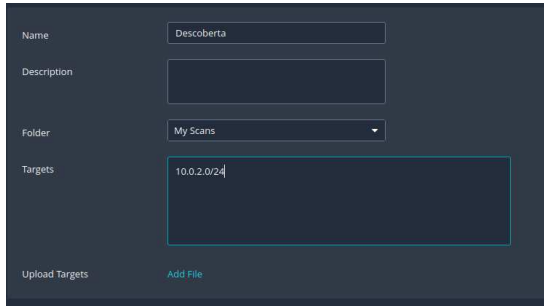 Name
Descoberta
Description
Folder
My Scans
Targets
10.0.2.0/24
Upload Targets
Add File